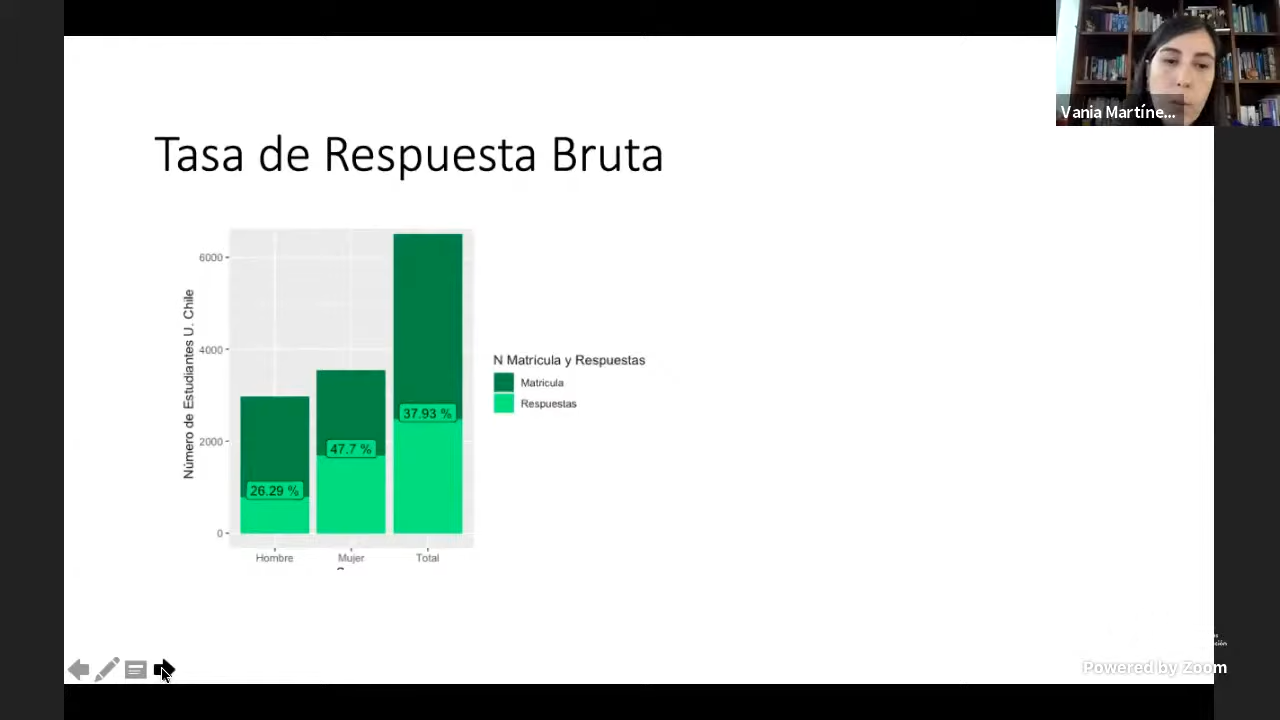 Vania Martíne...
Tasa de Respuesta Bruta
6000
4000
2000
0
Número de Estudiantes U. Chile
26.29 %
47.7 %
37.93 %
Hombre
Mujer
Total
N Matricula y Respuestas
Matricula
Respuestas
Powered by Zoom